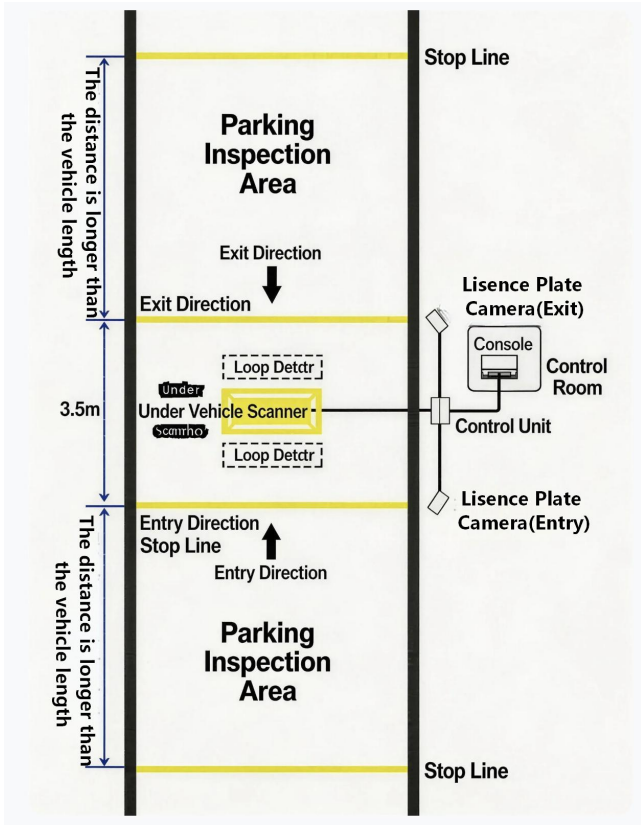 Stop Line
The distance is longer than
the vehicle length
Parking
Inspection
Area
Exit Direction
Exit Direction
Lisence Plate
Camera(Exit)
Console
Control
Room
Loop Detctr
Under
3.5m
Under Vehicle Scanner
Control Unit
Loop Detctr
Lisence Plate
Camera(Entry)
Entry Direction
Stop Line
Entry Direction
The distance is longer than
the vehicle length
Parking
Inspection
Area
Stop Line